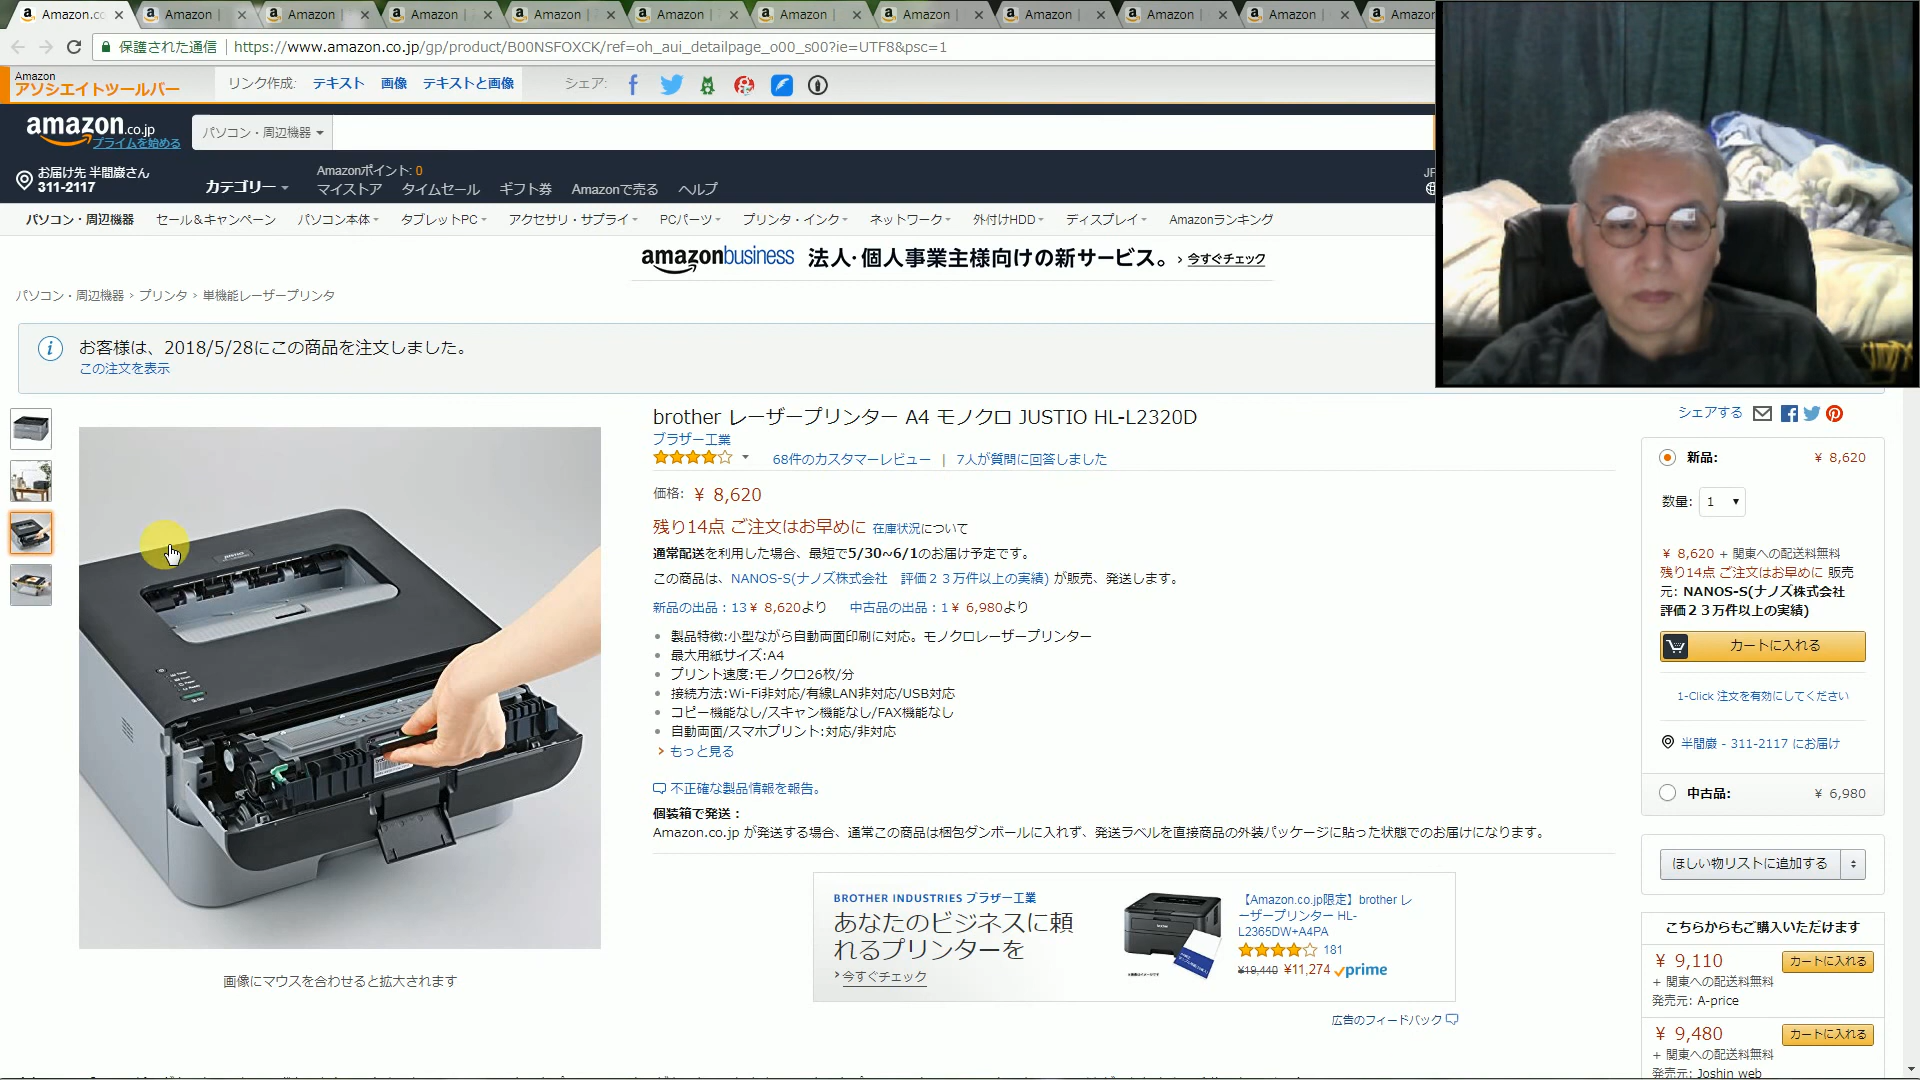 Amazon.co
Amazon |
Amazon |
Amazon |
Amazon |
Amazon |
Amazon |
Amazon |
Amazon |
Amazon |
Amazon |
Amazon
保護された通信 | https://www.amazon.co.jp/gp/product/B00NSFOXCK/ref=oh_aui_detailpage_o00_s00?ie=UTF8&psc=1
Amazon
アソシエイトツールバー
リンク作成: テキスト 画像 テキストと画像 シェア:
amazon.co.jp
プライムを始める
パソコン・周辺機器
お届け先 半間巌さん
311-2117
カテゴリー
Amazonポイント: 0
マイストア タイムセール ギフト券 Amazonで売る ヘルプ
パソコン・周辺機器 セール＆キャンペーン パソコン本体 タブレットPC アクセサリ・サプライ PCパーツ プリンタ・インク ネットワーク 外付けHDD ディスプレイ Amazonランキング
amazonbusiness 法人・個人事業主様向けの新サービス。 › 今すぐチェック
パソコン・周辺機器 › プリンタ › 単機能レーザープリンタ
お客様は、2018/5/28にこの商品を注文しました。
この注文を表示
画像にマウスを合わせると拡大されます
brother レーザープリンター A4 モノクロ JUSTIO HL-L2320D
ブラザー工業
68件のカスタマーレビュー | 7人が質問に回答しました
価格: ￥ 8,620
残り14点 ご注文はお早めに 在庫状況について
通常配送を利用した場合、最短で5/30~6/1のお届け予定です。
この商品は、NANOS-S(ナノズ株式会社 評価２３万件以上の実績) が販売、発送します。
新品の出品：13￥ 8,620より 中古品の出品：1￥ 6,980より
製品特徴:小型ながら自動両面印刷に対応。モノクロレーザープリンター
最大用紙サイズ:A4
プリント速度:モノクロ26枚/分
接続方法:Wi-Fi非対応/有線LAN非対応/USB対応
コピー機能なし/スキャン機能なし/FAX機能なし
自動両面/スマホプリント:対応/非対応
› もっと見る
不正確な製品情報を報告。
個装箱で発送：
Amazon.co.jp が発送する場合、通常この商品は梱包ダンボールに入れず、発送ラベルを直接商品の外装パッケージに貼った状態でのお届けになります。
BROTHER INDUSTRIES ブラザー工業
あなたのビジネスに頼
れるプリンターを
› 今すぐチェック
【Amazon.co.jp限定】brother レ
ーザープリンター HL-
L2365DW+A4PA
181
¥19,440 ¥11,274 prime
広告のフィードバック
シェアする
新品: ￥ 8,620
数量: 1
￥ 8,620 + 関東への配送料無料
残り14点 ご注文はお早めに 販売
元: NANOS-S(ナノズ株式会社
評価２３万件以上の実績)
カートに入れる
1-Click 注文を有効にしてください
半間巌 - 311-2117 にお届け
中古品: ￥ 6,980
ほしい物リストに追加する
こちらからもご購入いただけます
￥ 9,110 カートに入れる
+ 関東への配送料無料
発売元: A-price
￥ 9,480 カートに入れる
+ 関東への配送料無料
発売元: Joshin web